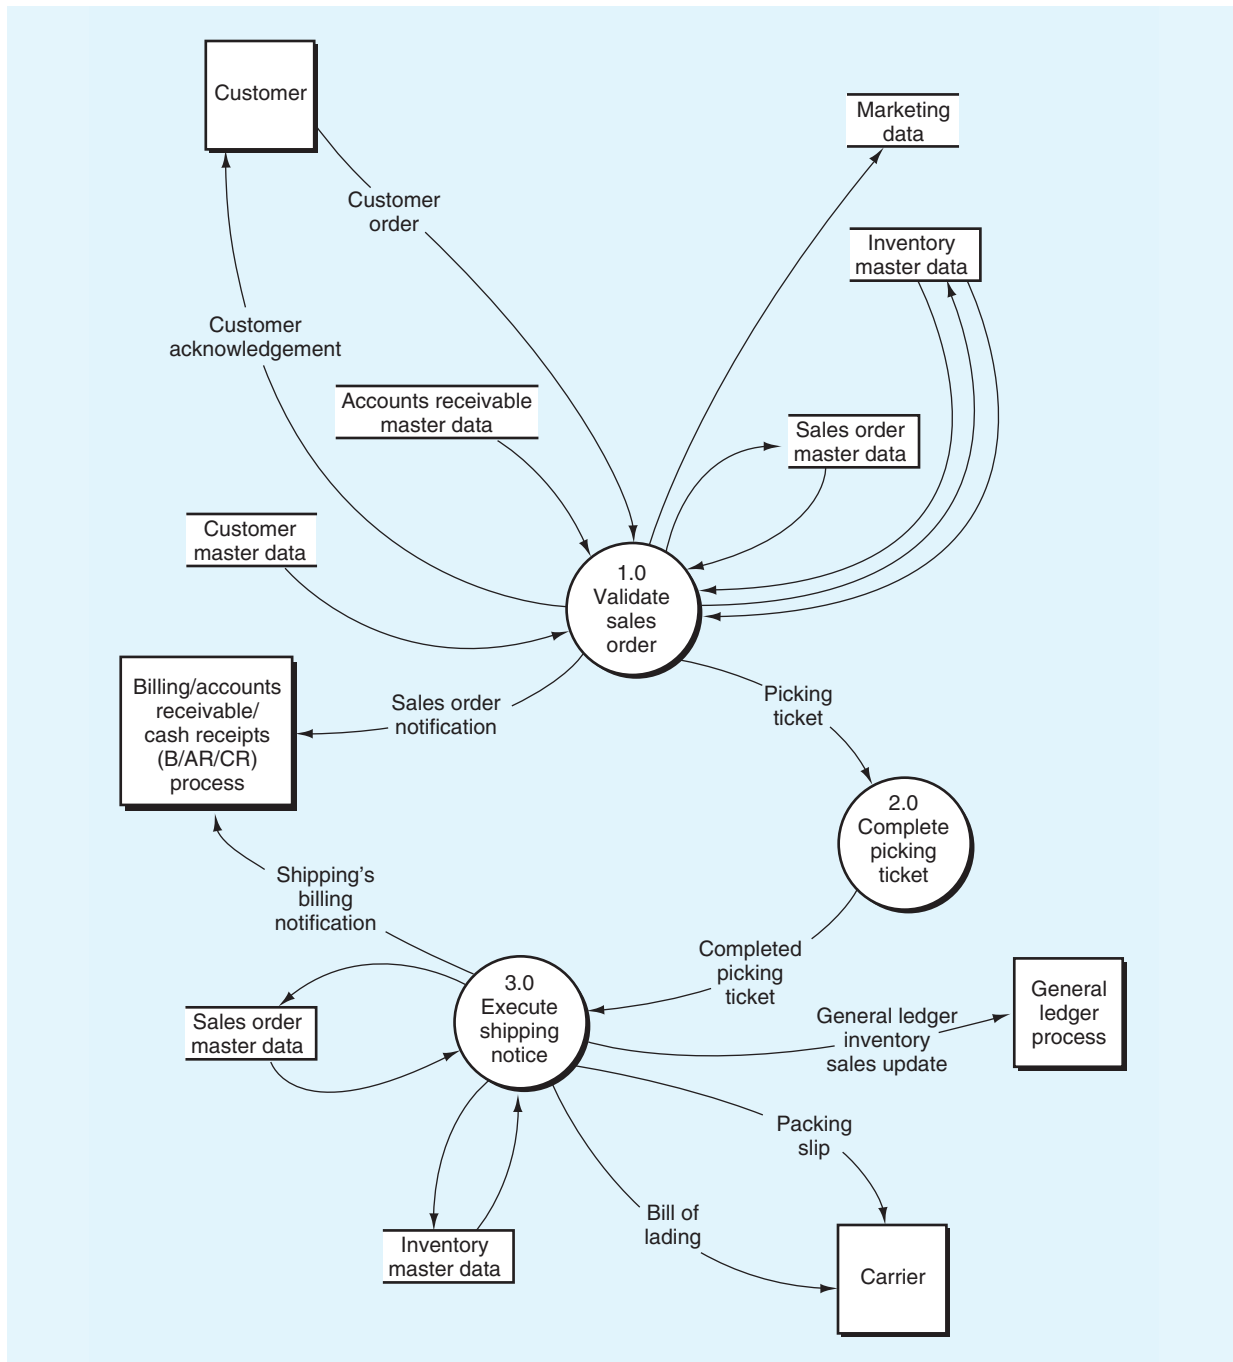 Customer
Marketing
data
Customer
order
Inventory
master data
Customer
acknowledgement
Accounts receivable
master data
Sales order
master data
Customer
master data
1.0
Validate
sales
order
Billing/accounts
receivable/
cash receipts
(B/AR/CR)
process
Sales order
notification
Picking
ticket
2.0
Complete
picking
ticket
Shipping’s
billing
notification
Completed
picking
ticket
3.0
Execute
shipping
notice
General
ledger
process
Sales order
master data
General ledger
inventory
sales update
Packing
slip
Bill of
lading
Inventory
master data
Carrier